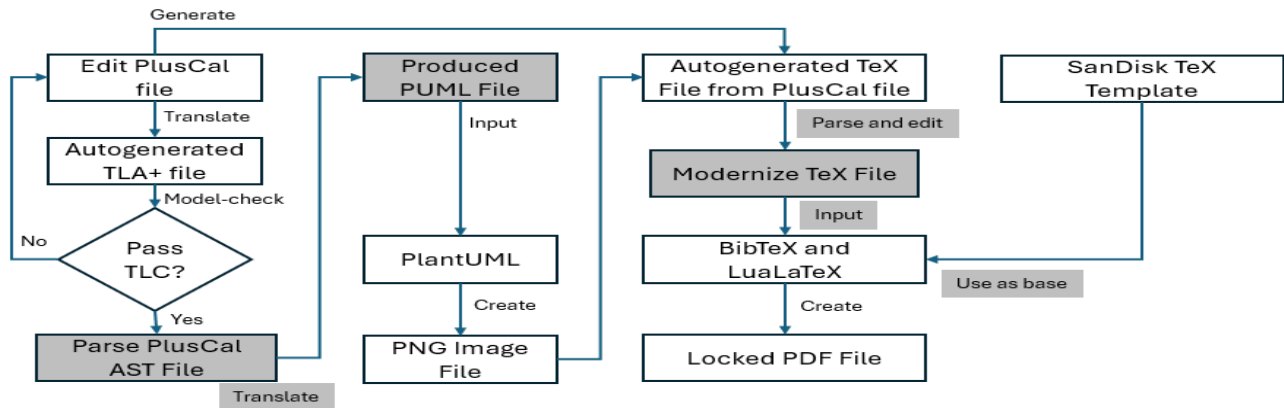 Generate
Edit PlusCal
file
Translate
Autogenerated
TLA+ file
Model-check
No
Pass
TLC?
Yes
Parse PlusCal
AST File
Translate
Produced
PUML File
Input
PlantUML
Create
PNG Image
File
Autogenerated TeX
File from PlusCal file
Parse and edit
Modernize TeX File
Input
BibTeX and
LuaLaTeX
Create
Locked PDF File
SanDisk TeX
Template
Use as base